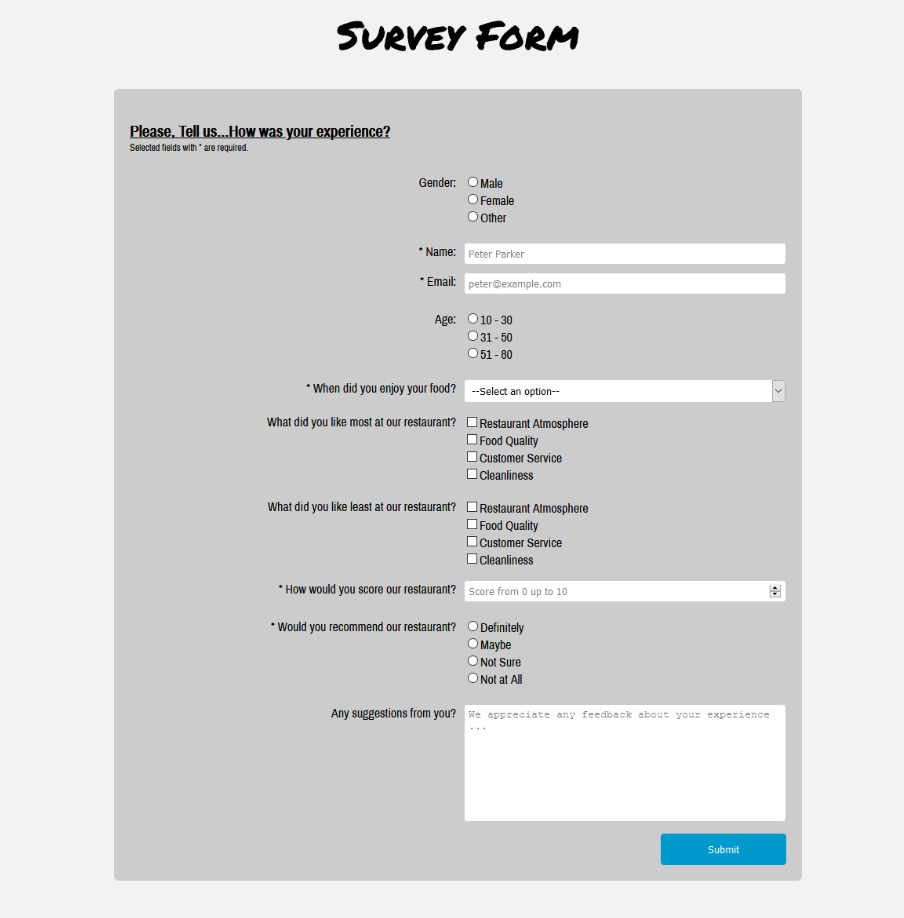 Survey Form
Please, Tell us...How was your experience?
Selected fields with * are required.
Gender: Male
Female
Other
* Name: Peter Parker
* Email: peter@example.com
Age: 10 - 30
31 - 50
51 - 80
* When did you enjoy your food? --Select an option--
What did you like most at our restaurant? Restaurant Atmosphere
Food Quality
Customer Service
Cleanliness
What did you like least at our restaurant? Restaurant Atmosphere
Food Quality
Customer Service
Cleanliness
* How would you score our restaurant? Score from 0 up to 10
* Would you recommend our restaurant? Definitely
Maybe
Not Sure
Not at All
Any suggestions from you? We appreciate any feedback about your experience
...
Submit